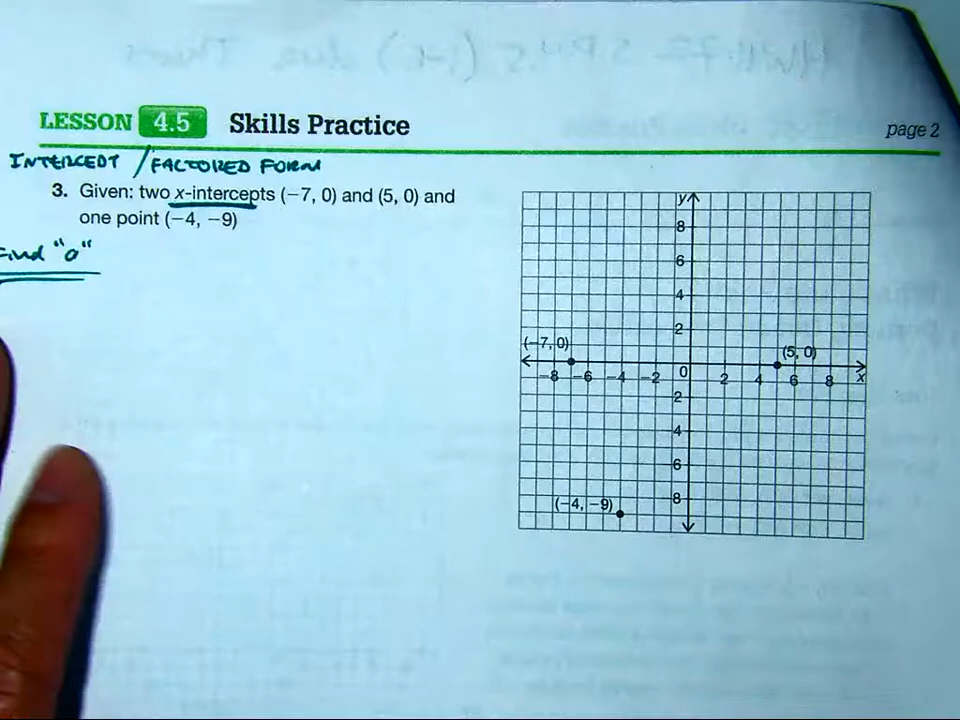 LESSON 4.5 Skills Practice
page 2
INTERCEPT / FACTORED FORM
3. Given: two x-intercepts (−7, 0) and (5, 0) and
one point (−4, −9)
Find "a"
y
8
6
4
2
(−7, 0)
(5, 0)
−8 −6 −4 −2 0 2 4 6 8 x
−2
−4
−6
−8
(−4, −9)